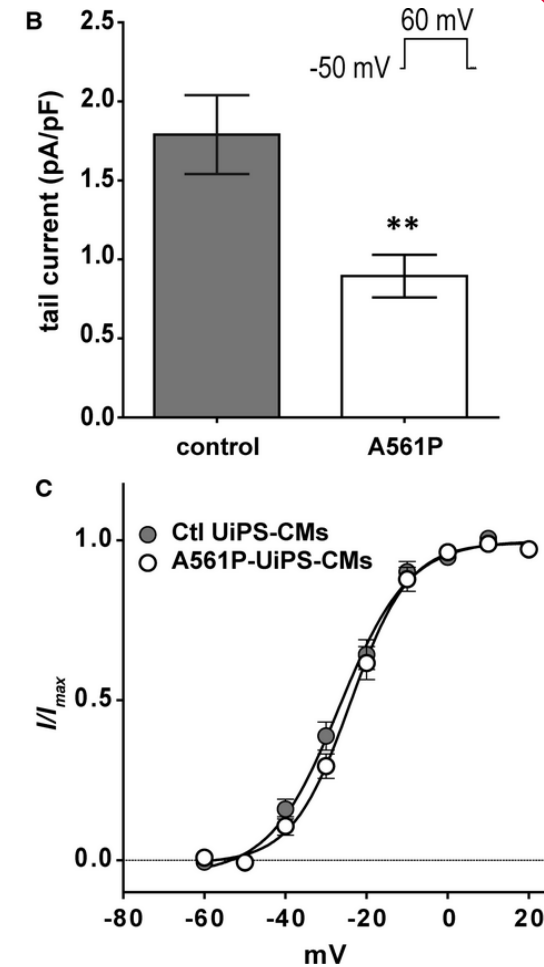 B
2.5
2.0
1.5
1.0
0.5
0.0
tail current (pA/pF)
60 mV
-50 mV
**
control
A561P
C
Ctl UiPS-CMs
A561P-UiPS-CMs
1.0
0.5
0.0
I/Imax
-80 -60 -40 -20 0 20
mV